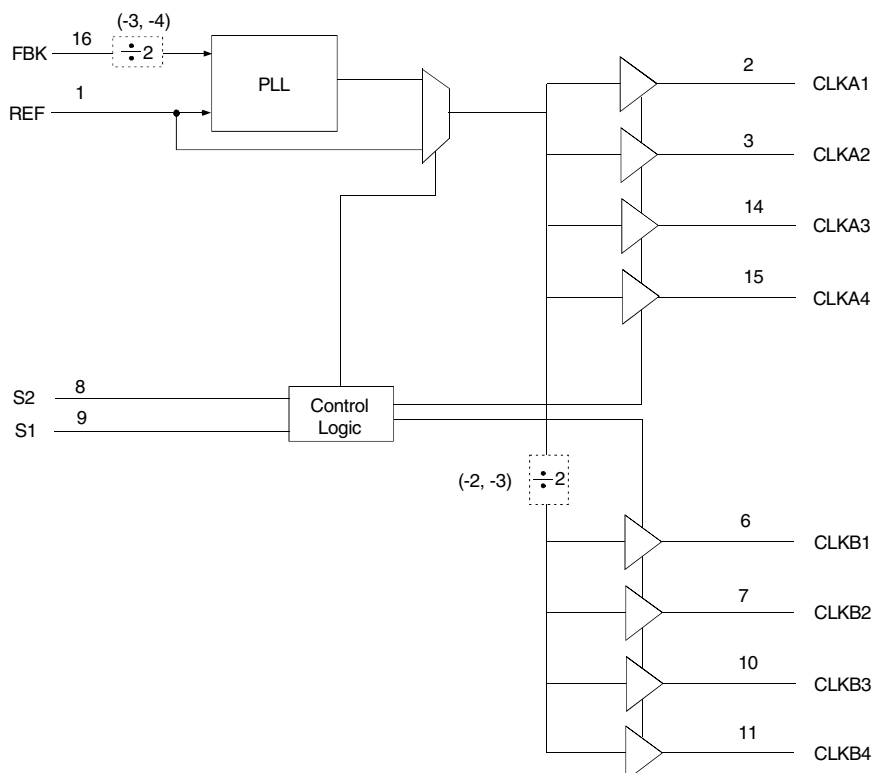 (-3, -4)
FBK 16 ÷2
PLL
REF 1
2 CLKA1
3 CLKA2
14 CLKA3
15 CLKA4
S2 8
S1 9
Control
Logic
(-2, -3) ÷2
6 CLKB1
7 CLKB2
10 CLKB3
11 CLKB4